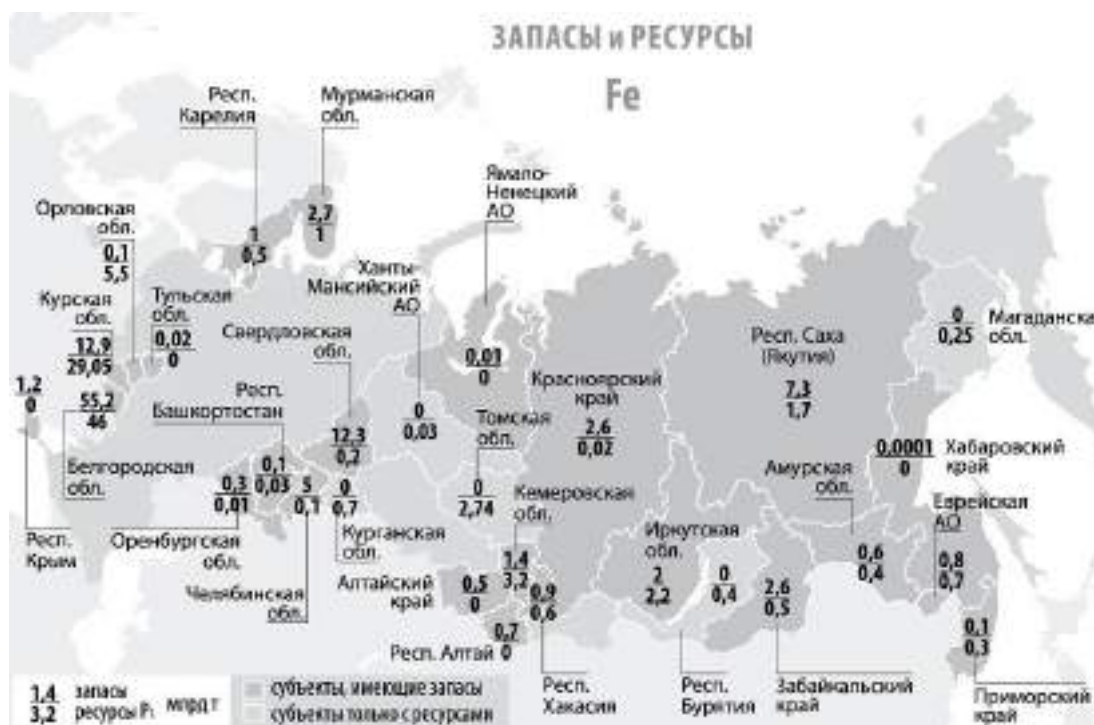 ЗАПАСЫ и РЕСУРСЫ
Fe
Респ.
Карелия
1
0,5
Мурманская
обл.
2,7
1
Ямало-
Ненецкий
АО
0,01
0
Орловская
обл.
0,1
5,5
Ханты-
Мансийский
АО
0
0,03
Курская
обл.
12,9
29,05
Тульская
обл.
0,02
0
Свердловская
обл.
12,3
0,2
Респ. Саха
(Якутия)
7,3
1,7
0
0,25
Магаданска
обл.
Красноярский
край
2,6
0,02
1,2
0
Респ.
Крым
55,2
46
Белгородская
обл.
Респ.
Башкортостан
0,1
0,03
Томская
обл.
0
2,74
0,0001
0
Хабаровский
край
0,3
0,01
Оренбургская
обл.
5
0,1
Челябинская
обл.
0
0,7
Курганская
обл.
Кемеровская
обл.
1,4
3,2
Амурская
обл.
0,6
0,4
Еврейская
АО
0,8
0,7
Иркутская
обл.
2
2,2
0
0,4
Респ.
Бурятия
2,6
0,5
Забайкальский
край
Алтайский
край
0,5
0
0,9
0,6
Респ.
Хакасия
0,7
0
Респ. Алтай
0,1
0,3
Приморский
край
1,4 запасы
3,2 ресурсы P₁
млрд т
субъекты, имеющие запасы
субъекты только с ресурсами